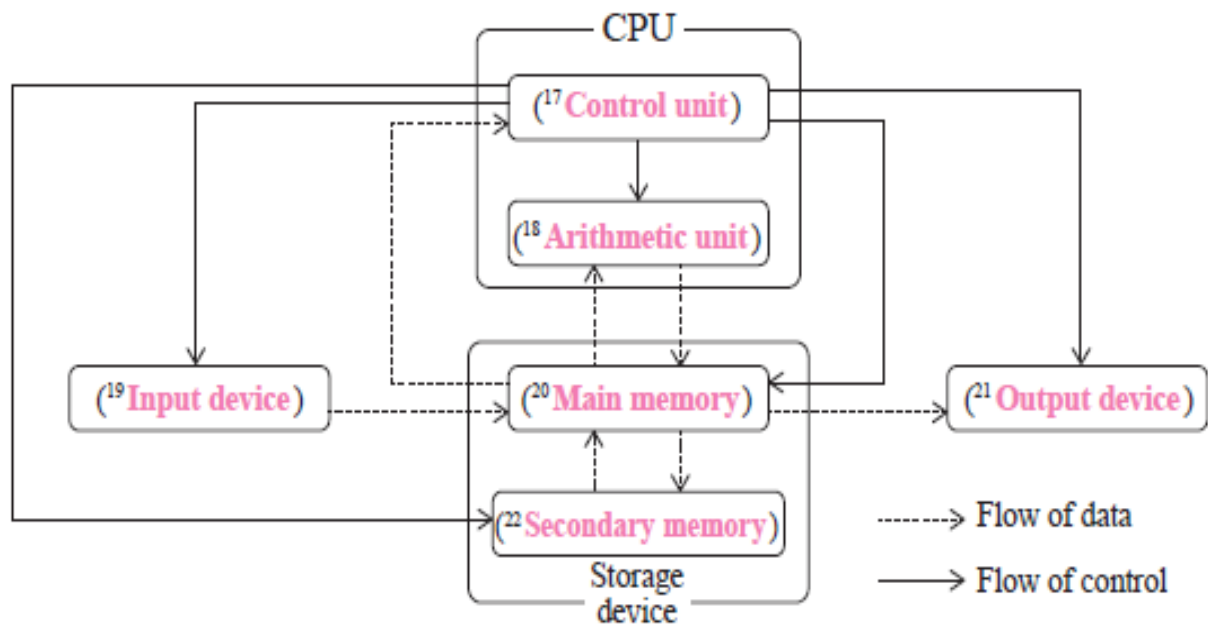 CPU
(17 Control unit)
(18 Arithmetic unit)
(19 Input device)
(20 Main memory)
(21 Output device)
(22 Secondary memory)
Storage
device
Flow of data
Flow of control